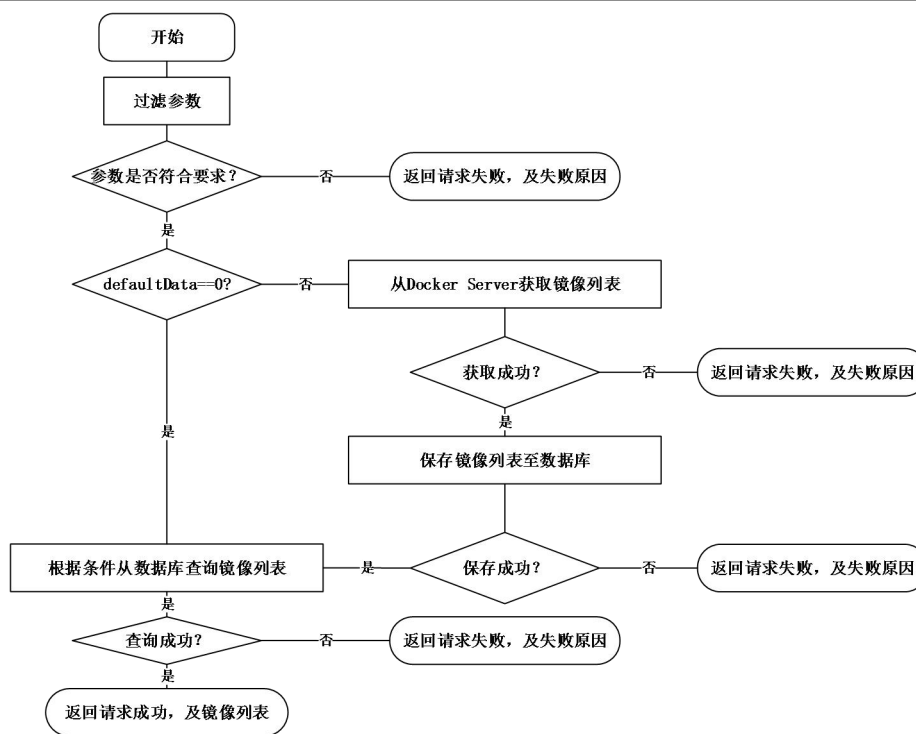 开始
过滤参数
参数是否符合要求？
否
返回请求失败，及失败原因
是
defaultData==0?
否
从Docker Server获取镜像列表
获取成功？
否
返回请求失败，及失败原因
是
是
保存镜像列表至数据库
根据条件从数据库查询镜像列表
是
保存成功？
否
返回请求失败，及失败原因
是
查询成功？
否
返回请求失败，及失败原因
是
返回请求成功，及镜像列表